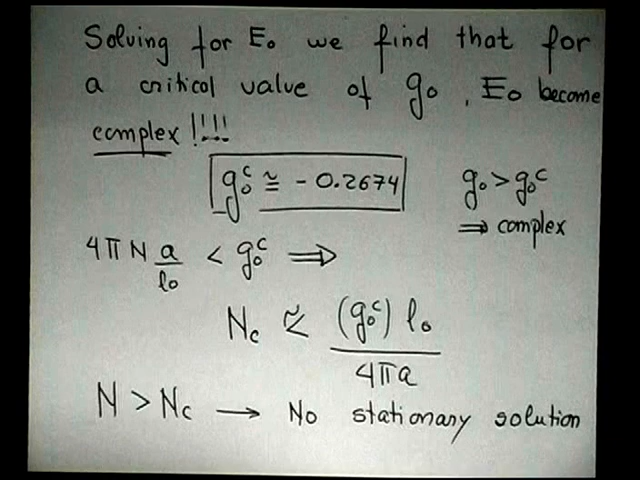 Solving for E₀ we find that for
a critical value of g₀, E₀ become
complex !!!!
g₀ᶜ ≅ - 0.2674
g₀ > g₀ᶜ
⇒ complex
4πN a/l₀ < g₀ᶜ ⇒
N_c ≈ (g₀ᶜ) l₀ / 4πa
N > N_c → No stationary solution